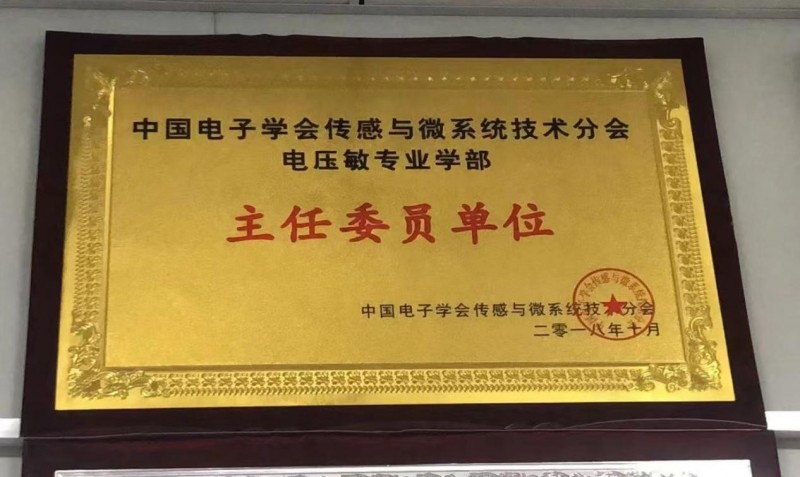 中国电子学会传感与微系统技术分会
电压敏专业学部
主任委员单位
中国电子学会传感与微系统技术分会
二零一八年十月